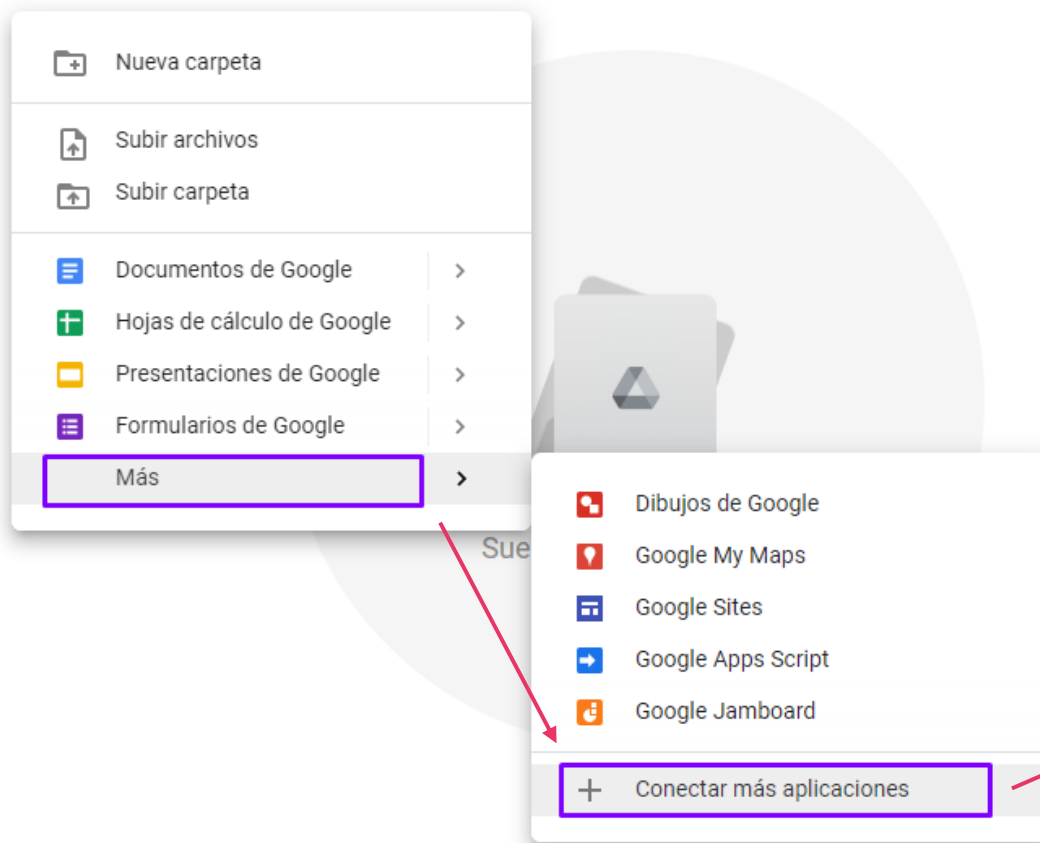 Nueva carpeta
Subir archivos
Subir carpeta
Documentos de Google
Hojas de cálculo de Google
Presentaciones de Google
Formularios de Google
Más
Sue
Dibujos de Google
Google My Maps
Google Sites
Google Apps Script
Google Jamboard
Conectar más aplicaciones